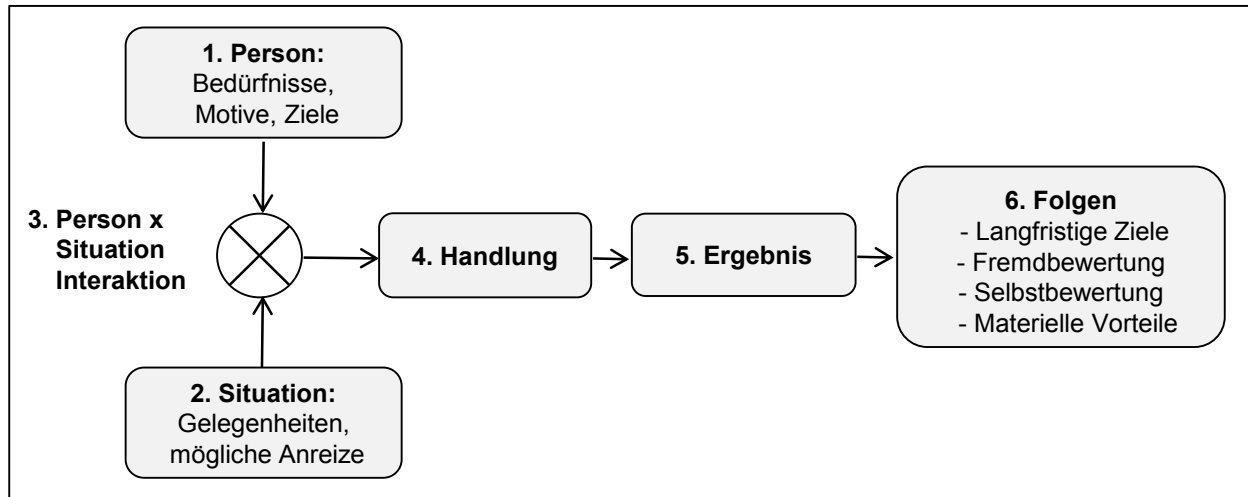 1. Person:
Bedürfnisse,
Motive, Ziele
3. Person x
Situation
Interaktion
4. Handlung
5. Ergebnis
6. Folgen
- Langfristige Ziele
- Fremdbewertung
- Selbstbewertung
- Materielle Vorteile
2. Situation:
Gelegenheiten,
mögliche Anreize